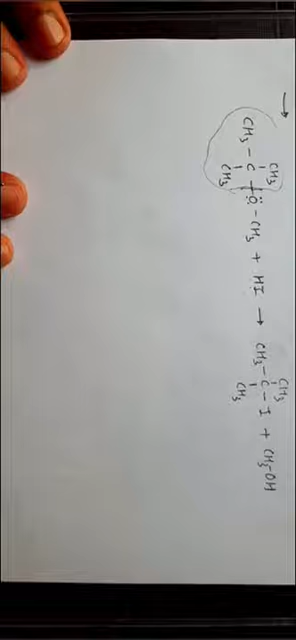 →
CH₃
CH₃ - C - Ö - CH₃ + HI → CH₃ - C - I + CH₃-OH
CH₃
CH₃
CH₃